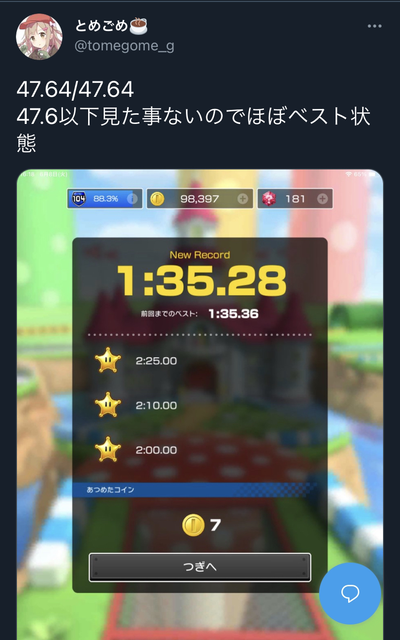 とめごめ☕
@tomegome_g
47.64/47.64
47.6以下見た事ないのでほぼベスト状
態
104 88.3% 98,397 181
New Record
1:35.28
前回までのベスト: 1:35.36
2:25.00
2:10.00
2:00.00
あつめたコイン
7
つぎへ